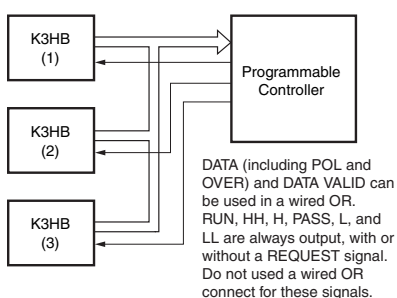 K3HB
(1)
K3HB
(2)
K3HB
(3)
Programmable
Controller
DATA (including POL and
OVER) and DATA VALID can
be used in a wired OR.
RUN, HH, H, PASS, L, and
LL are always output, with or
without a REQUEST signal.
Do not used a wired OR
connect for these signals.